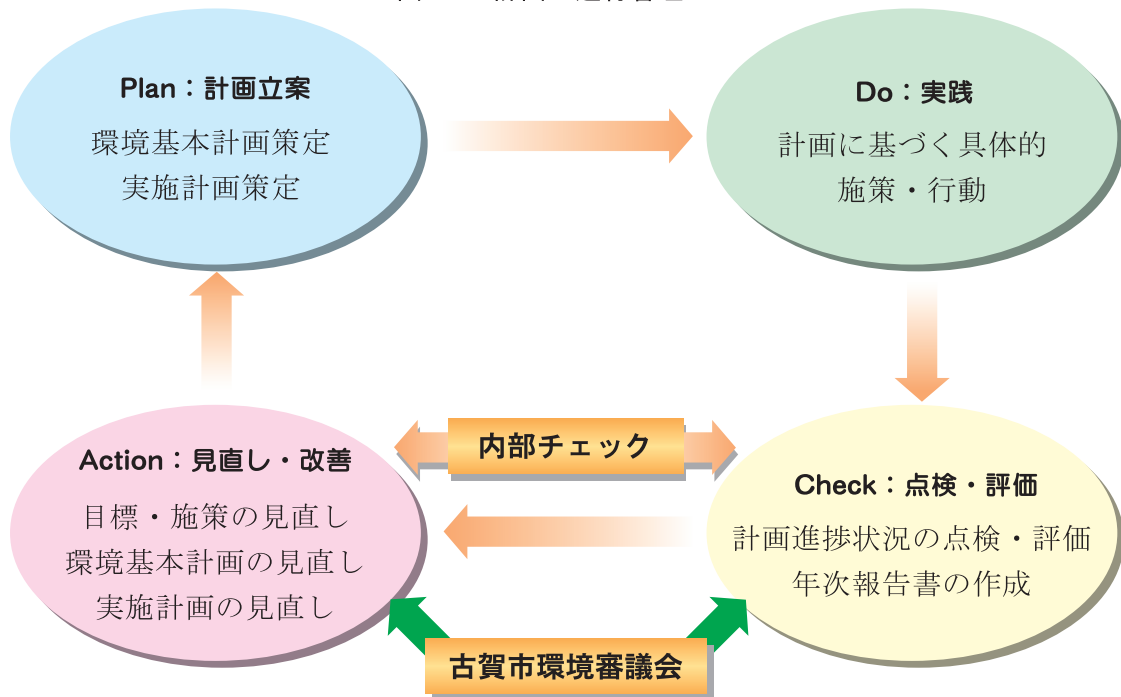 Plan：計画立案
環境基本計画策定
実施計画策定
Do：実践
計画に基づく具体的
施策・行動
内部チェック
Action：見直し・改善
目標・施策の見直し
環境基本計画の見直し
実施計画の見直し
Check：点検・評価
計画進捗状況の点検・評価
年次報告書の作成
古賀市環境審議会